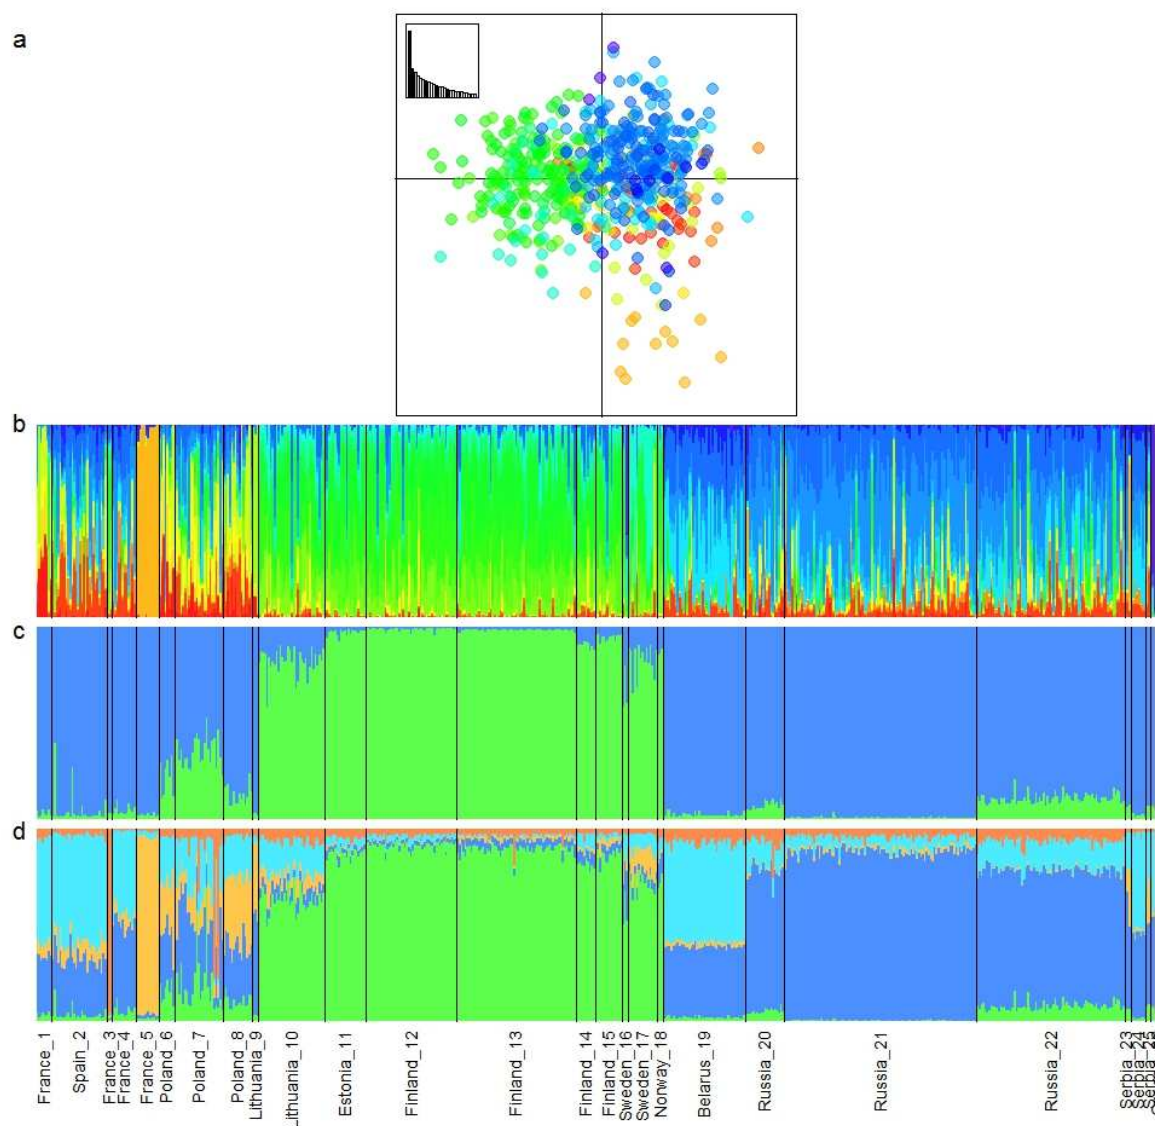 a
b
c
d
France_1
Spain_2
France_3
France_4
France_5
Poland_6
Poland_7
Poland_8
Lithuania_9
Lithuania_10
Estonia_11
Finland_12
Finland_13
Finland_14
Finland_15
Sweden_16
Sweden_17
Norway_18
Belarus_19
Russia_20
Russia_21
Russia_22
Serbia_23
Serbia_24